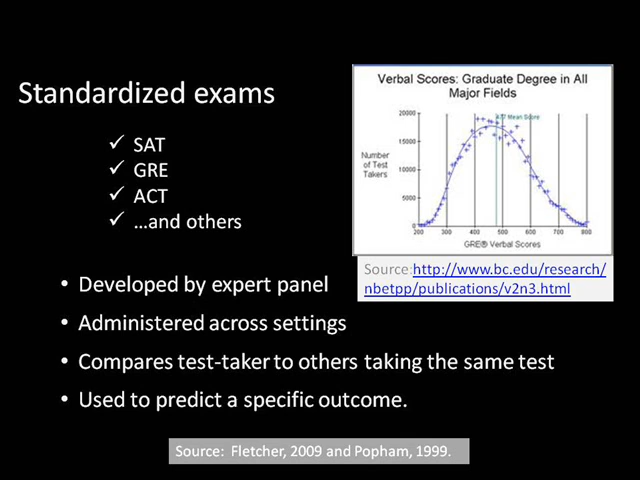 Standardized exams
✓ SAT
✓ GRE
✓ ACT
✓ …and others
Verbal Scores: Graduate Degree in All
Major Fields
477 Mean Score
20000
15000
10000
5000
0
Number
of Test
Takers
200 300 400 500 600 700 800
GRE® Verbal Scores
Source:http://www.bc.edu/research/
nbetpp/publications/v2n3.html
• Developed by expert panel
• Administered across settings
• Compares test-taker to others taking the same test
• Used to predict a specific outcome.
Source: Fletcher, 2009 and Popham, 1999.